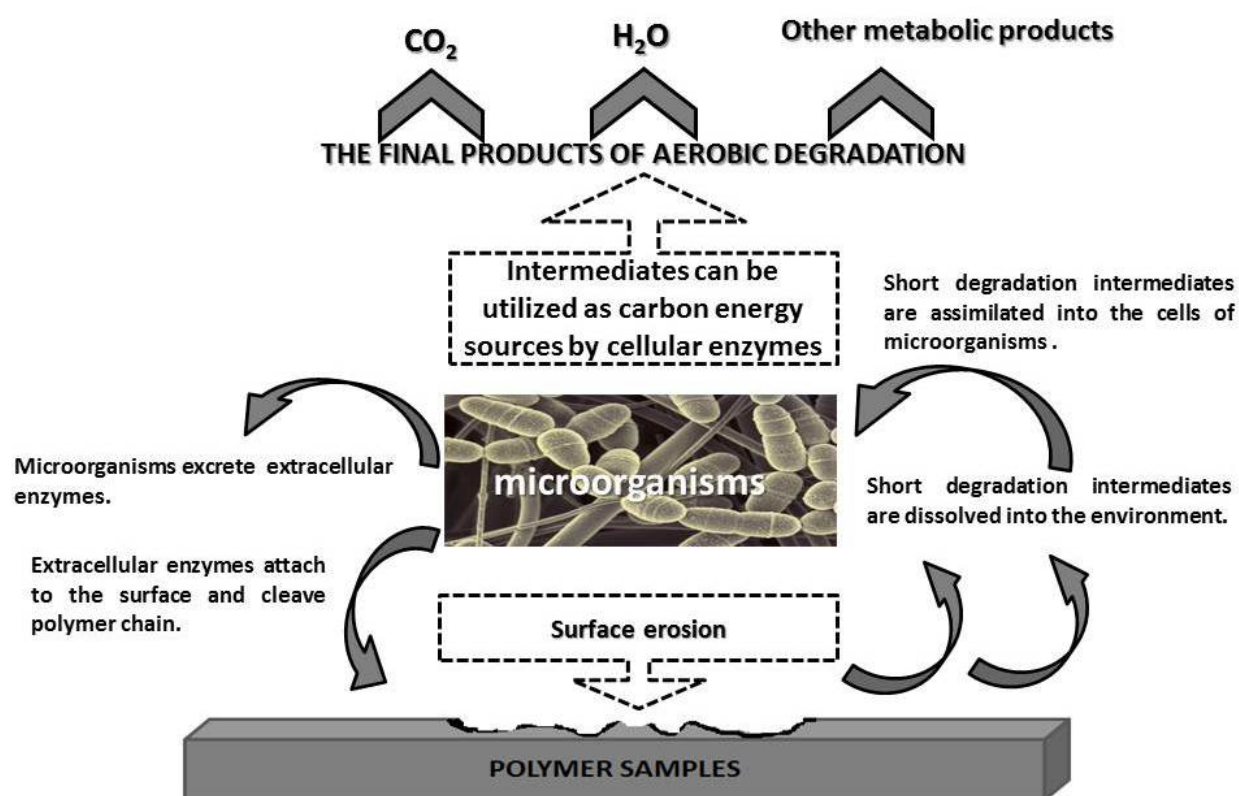 CO₂
H₂O
Other metabolic products
THE FINAL PRODUCTS OF AEROBIC DEGRADATION
Intermediates can be
utilized as carbon energy
sources by cellular enzymes
Short degradation intermediates
are assimilated into the cells of
microorganisms .
microorganisms
Microorganisms excrete extracellular
enzymes.
Short degradation intermediates
are dissolved into the environment.
Extracellular enzymes attach
to the surface and cleave
polymer chain.
Surface erosion
POLYMER SAMPLES